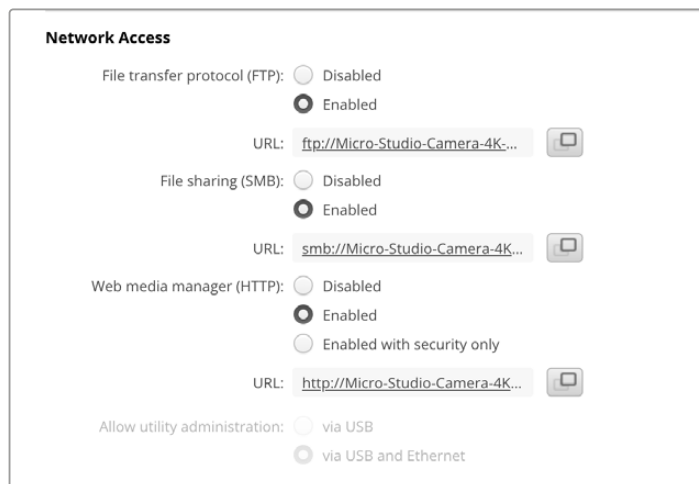 Network Access
File transfer protocol (FTP): Disabled
Enabled
URL: ftp://Micro-Studio-Camera-4K-...
File sharing (SMB): Disabled
Enabled
URL: smb://Micro-Studio-Camera-4K...
Web media manager (HTTP): Disabled
Enabled
Enabled with security only
URL: http://Micro-Studio-Camera-4K...
Allow utility administration: via USB
via USB and Ethernet